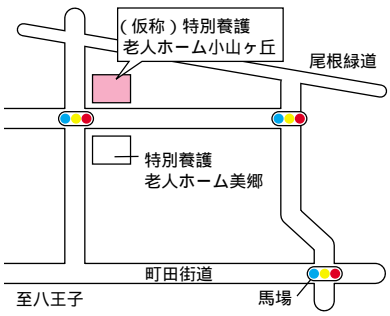 （仮称）特別養護
老人ホーム小山ヶ丘
尾根緑道
特別養護
老人ホーム美郷
町田街道
至八王子
馬場